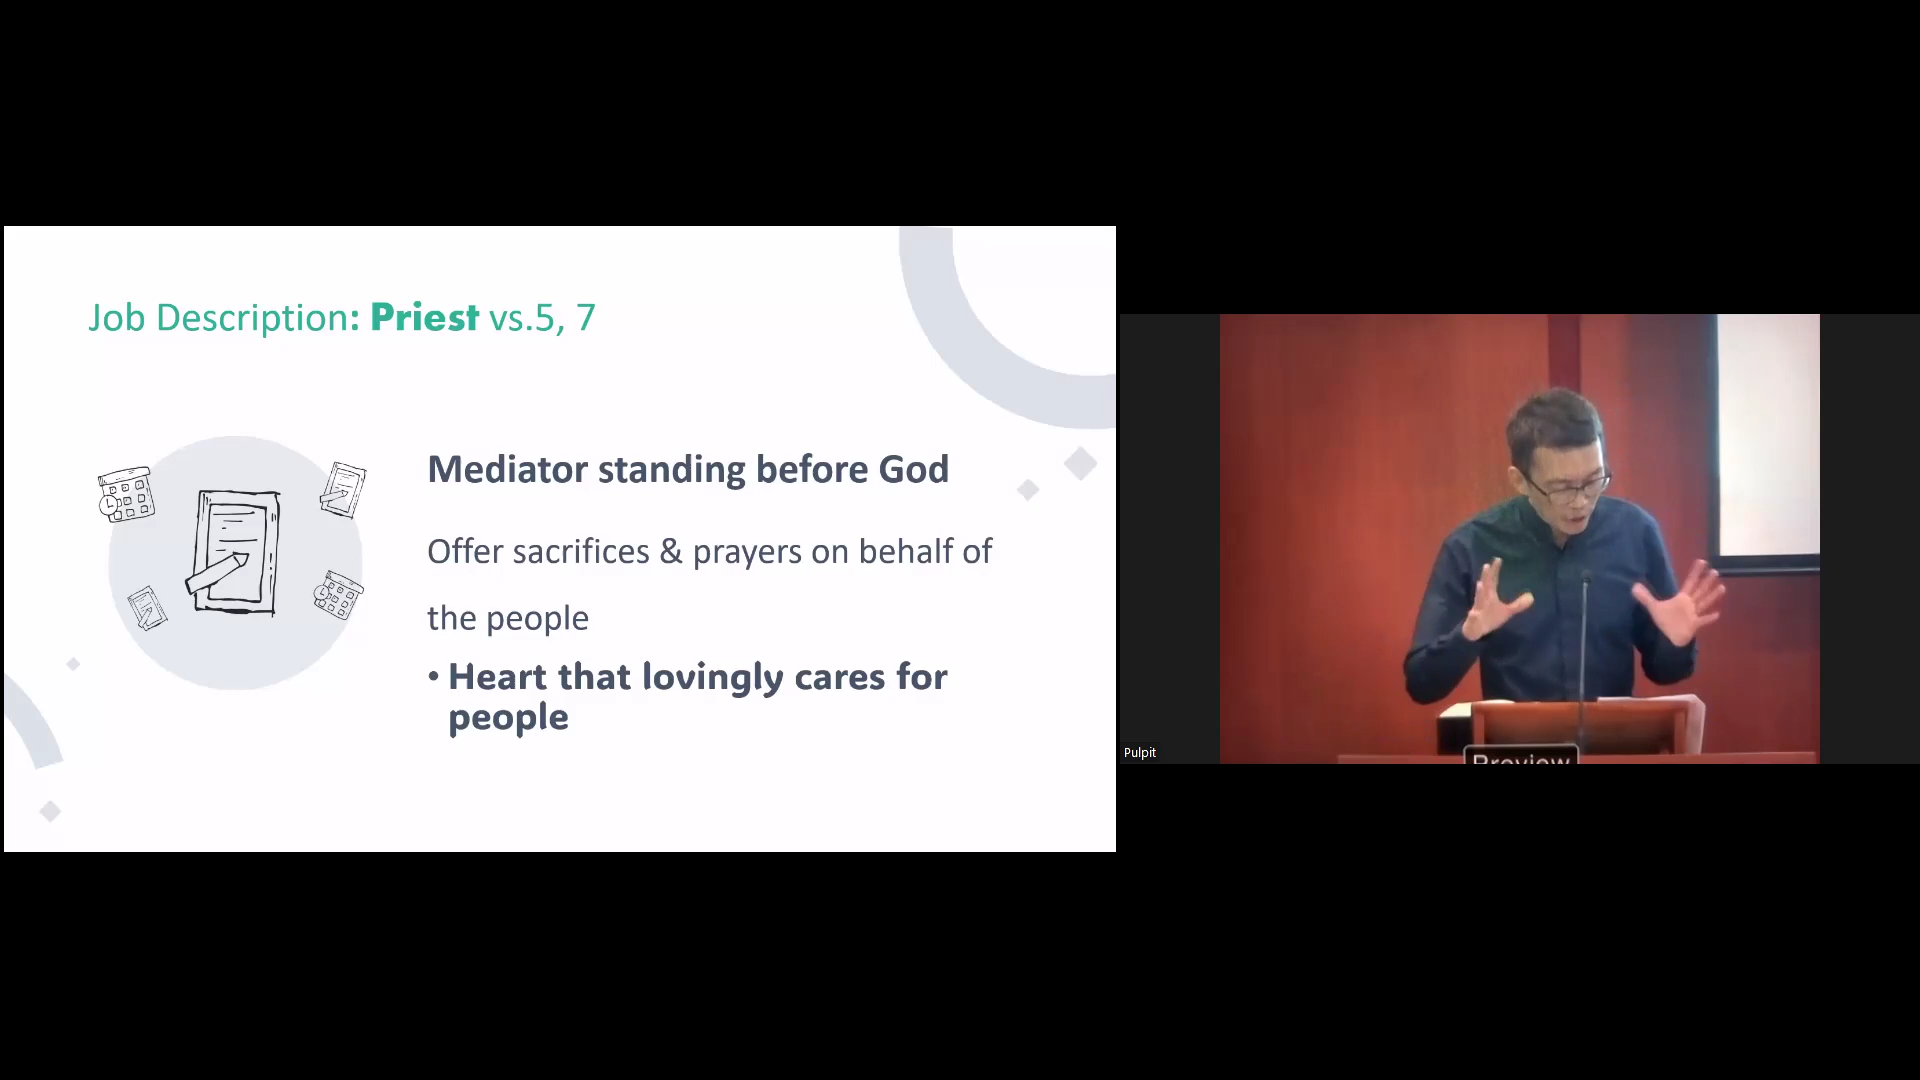 Job Description: Priest vs.5, 7
Mediator standing before God
Offer sacrifices & prayers on behalf of
the people
• Heart that lovingly cares for
people
Pulpit
Preview